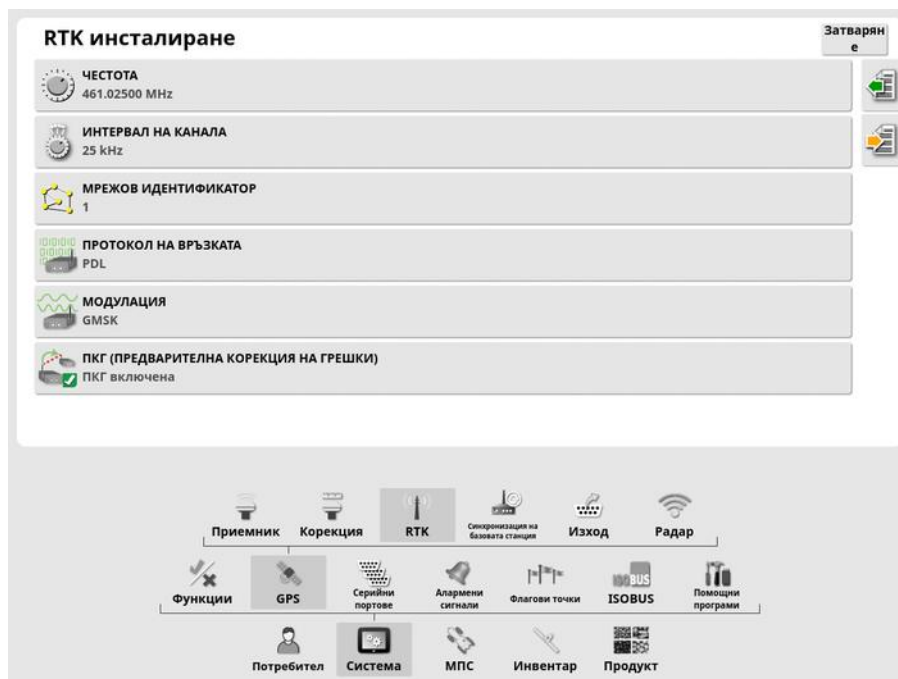 RTK инсталиране
Затварян
е
ЧЕСТОТА
461.02500 MHz
ИНТЕРВАЛ НА КАНАЛА
25 kHz
МРЕЖОВ ИДЕНТИФИКАТОР
1
ПРОТОКОЛ НА ВРЪЗКАТА
PDL
МОДУЛАЦИЯ
GMSK
ПКГ (ПРЕДВАРИТЕЛНА КОРЕКЦИЯ НА ГРЕШКИ)
ПКГ включена
Приемник
Корекция
RTK
Синхронизация на
базовата станция
Изход
Радар
Функции
GPS
Серийни
портове
Алармени
сигнали
Флагови точки
ISOBUS
ISOBUS
Помощни
програми
Потребител
Система
МПС
Инвентар
Продукт